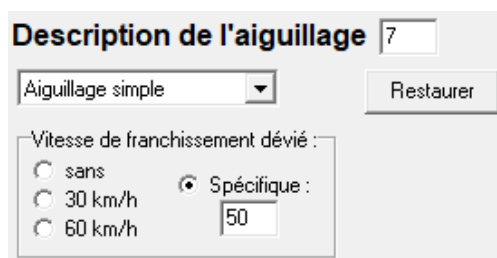 Description de l'aiguillage 7
Aiguillage simple
Restaurer
Vitesse de franchissement dévié :
sans
Spécifique :
30 km/h
50
60 km/h